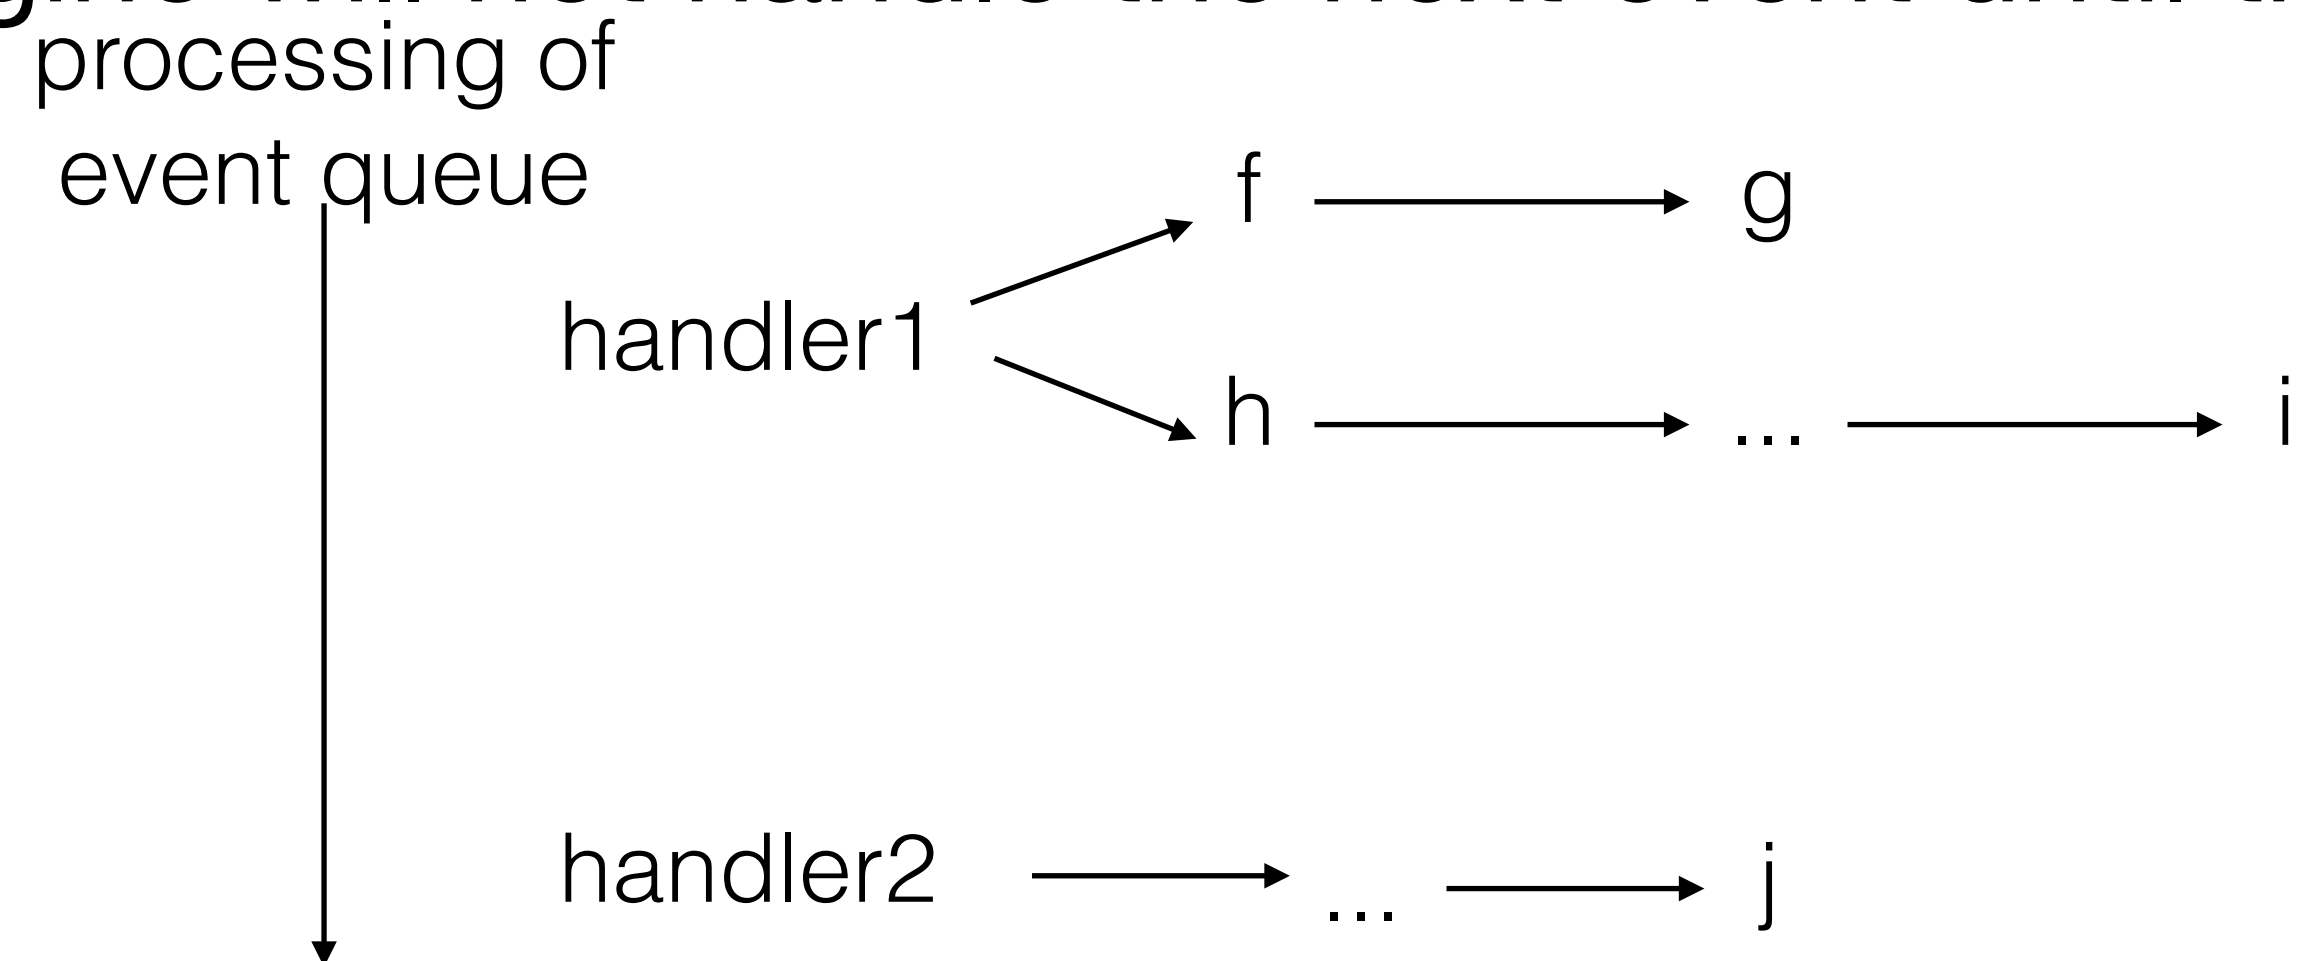 processing of
event queue
f g
handler1
h ... i
handler2 ... j